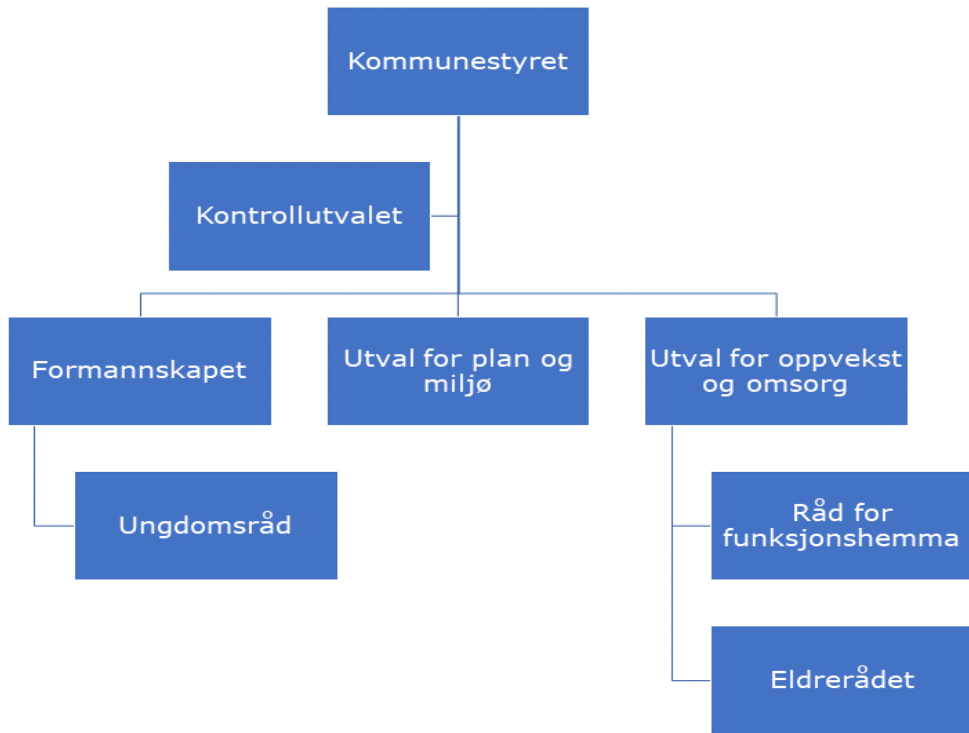 Kommunestyret
Kontrollutvalet
Formannskapet
Utval for plan og
miljø
Utval for oppvekst
og omsorg
Ungdomsråd
Råd for
funksjonshemma
Eldrerådet